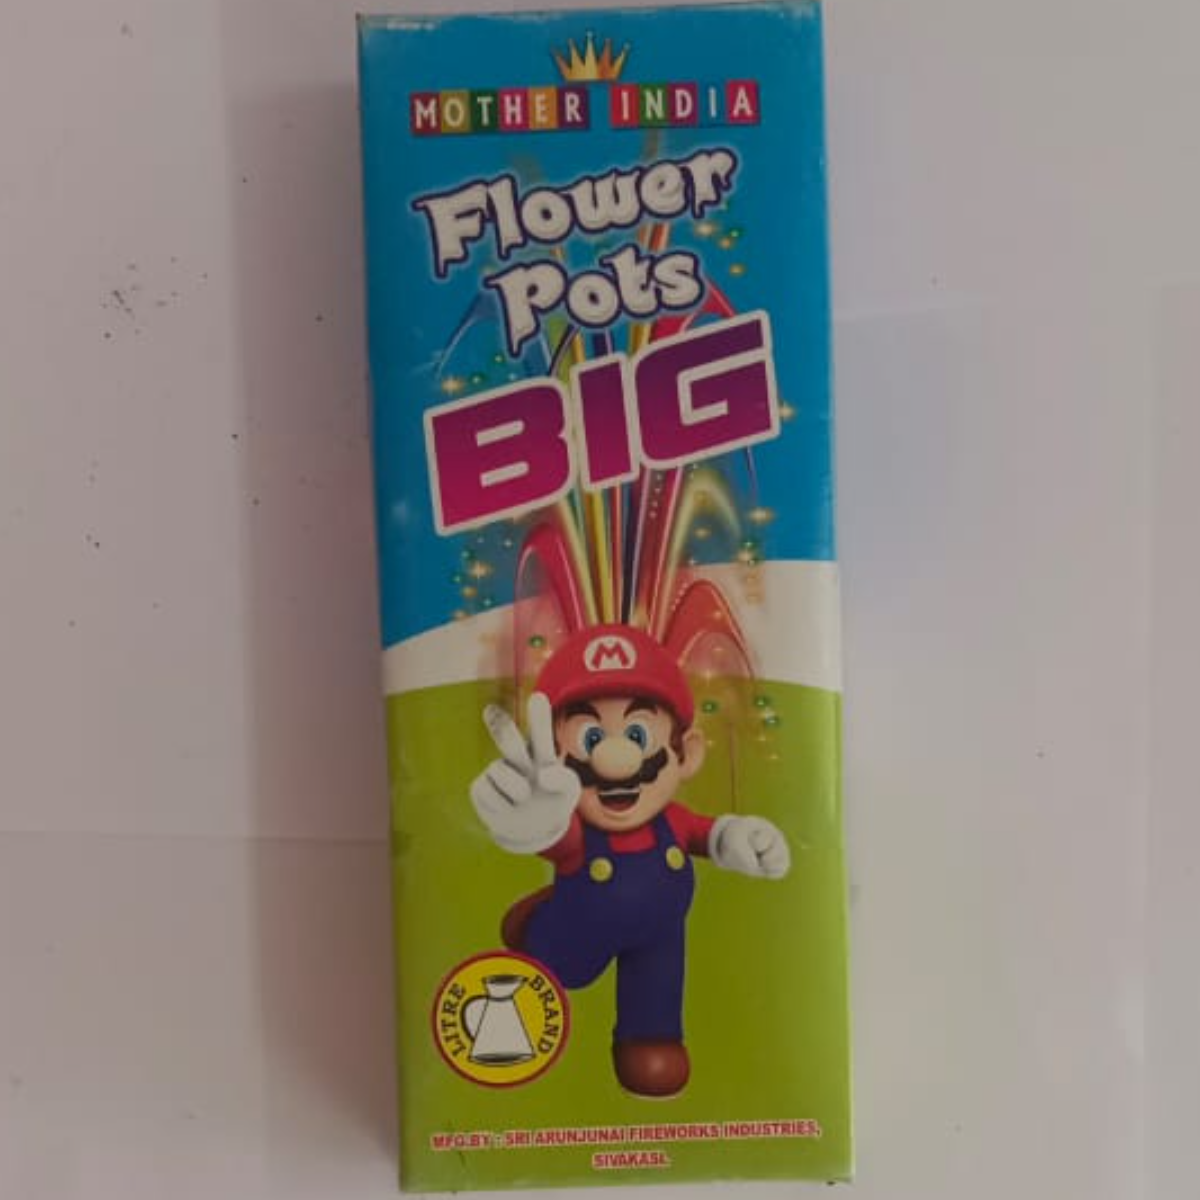 MOTHER INDIA
Flower
Pots
BIG
M
LITRE BRAND
MFG.BY : SRI ARUNJUNAI FIREWORKS INDUSTRIES,
SIVAKASI.